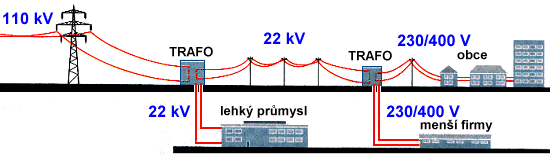 110 kV
TRAFO
22 kV
TRAFO
230/400 V
obce
22 kV
lehký průmysl
230/400 V
menší firmy